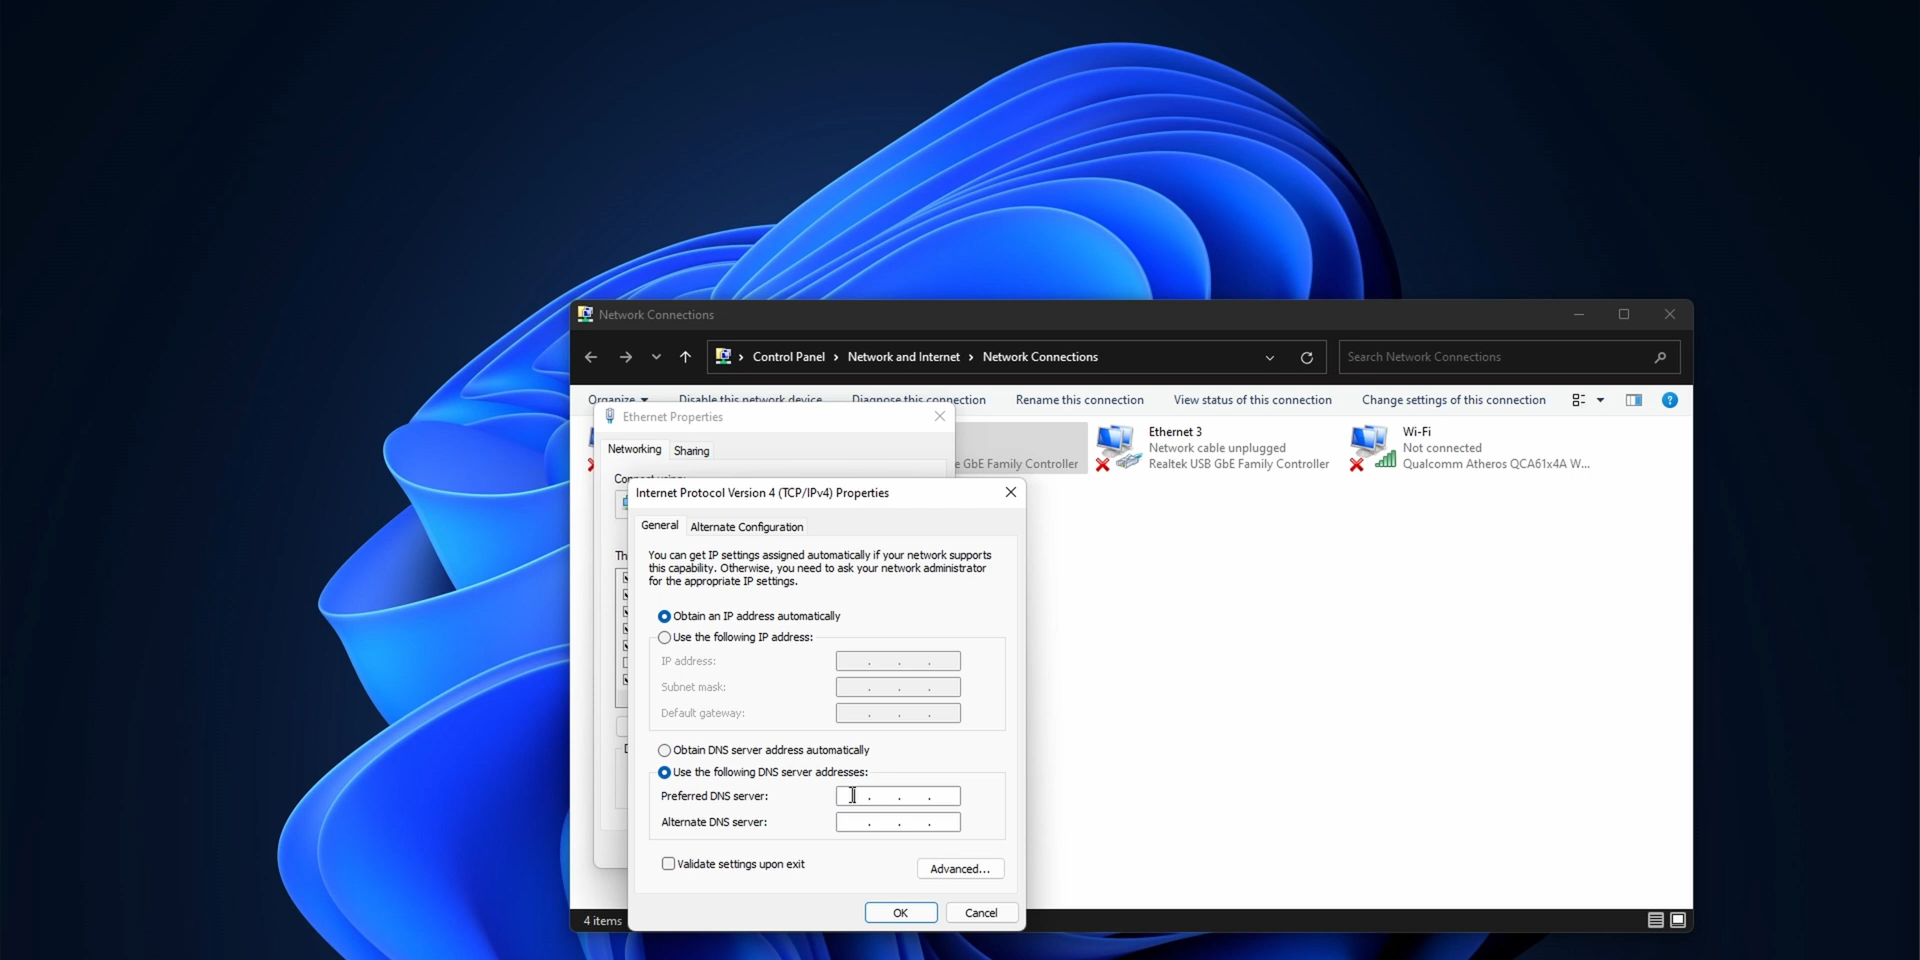 Network Connections
Control Panel > Network and Internet > Network Connections
Search Network Connections
Organize Disable this network device Diagnose this connection Rename this connection View status of this connection Change settings of this connection
Ethernet Properties
Networking Sharing
e GbE Family Controller
Ethernet 3
Network cable unplugged
Realtek USB GbE Family Controller
Wi-Fi
Not connected
Qualcomm Atheros QCA61x4A W...
Connect using:
Th
Internet Protocol Version 4 (TCP/IPv4) Properties
General Alternate Configuration
You can get IP settings assigned automatically if your network supports
this capability. Otherwise, you need to ask your network administrator
for the appropriate IP settings.
Obtain an IP address automatically
Use the following IP address:
IP address:
Subnet mask:
Default gateway:
Obtain DNS server address automatically
Use the following DNS server addresses:
Preferred DNS server:
Alternate DNS server:
Validate settings upon exit
Advanced...
OK Cancel
4 items